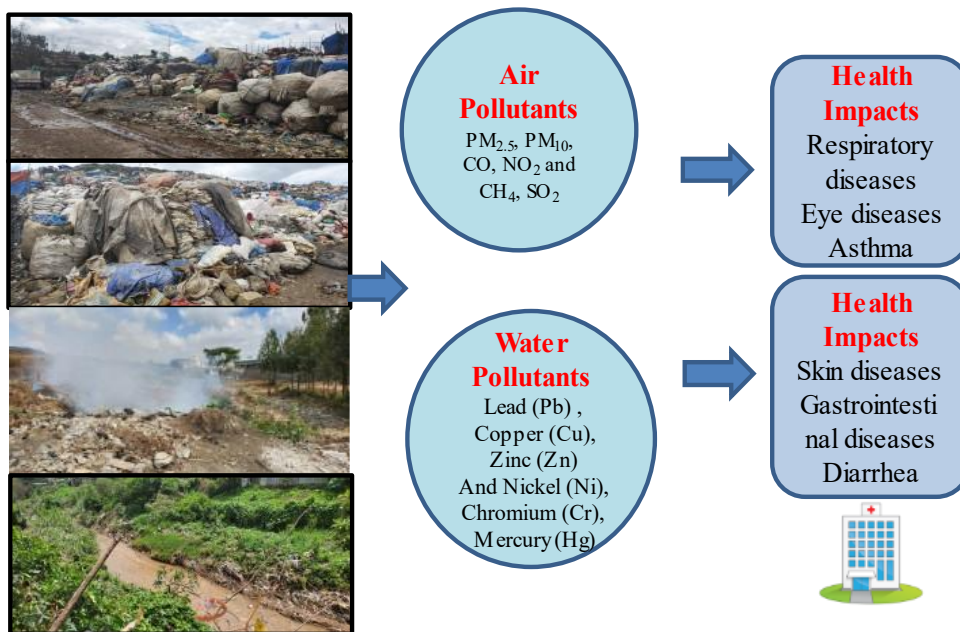 Air
Pollutants
PM₂.₅, PM₁₀,
CO, NO₂ and
CH₄, SO₂
Health
Impacts
Respiratory
diseases
Eye diseases
Asthma
Water
Pollutants
Lead (Pb) ,
Copper (Cu),
Zinc (Zn)
And Nickel (Ni),
Chromium (Cr),
Mercury (Hg)
Health
Impacts
Skin diseases
Gastrointesti
nal diseases
Diarrhea